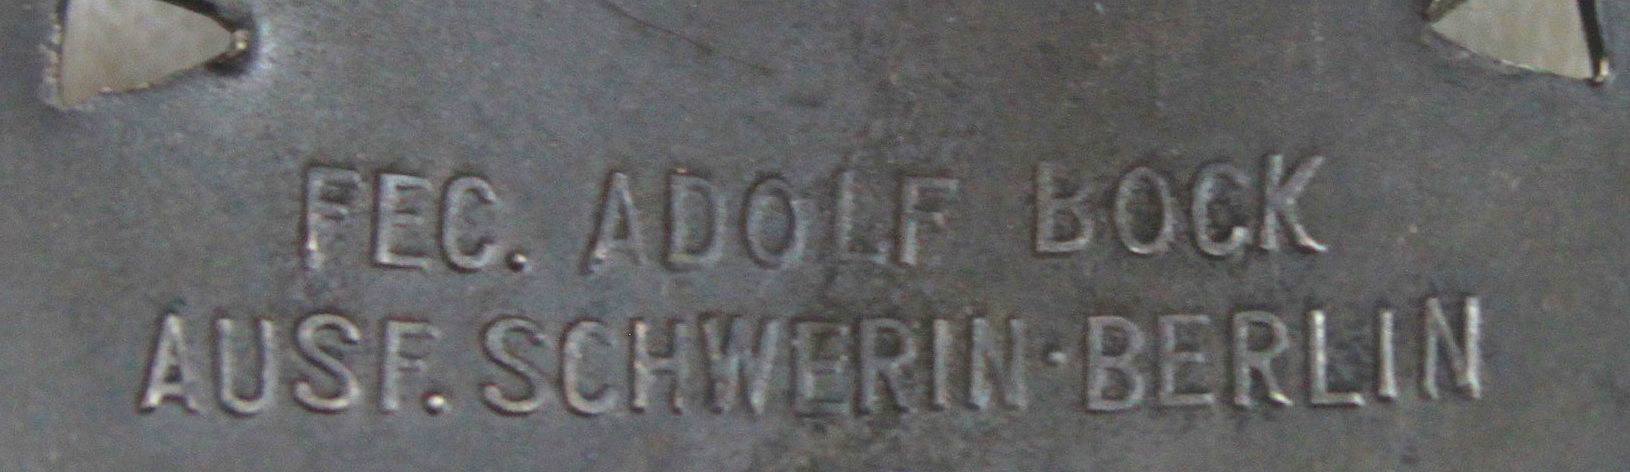 FEC. ADOLF BOCK
AUSF. SCHWERIN·BERLIN